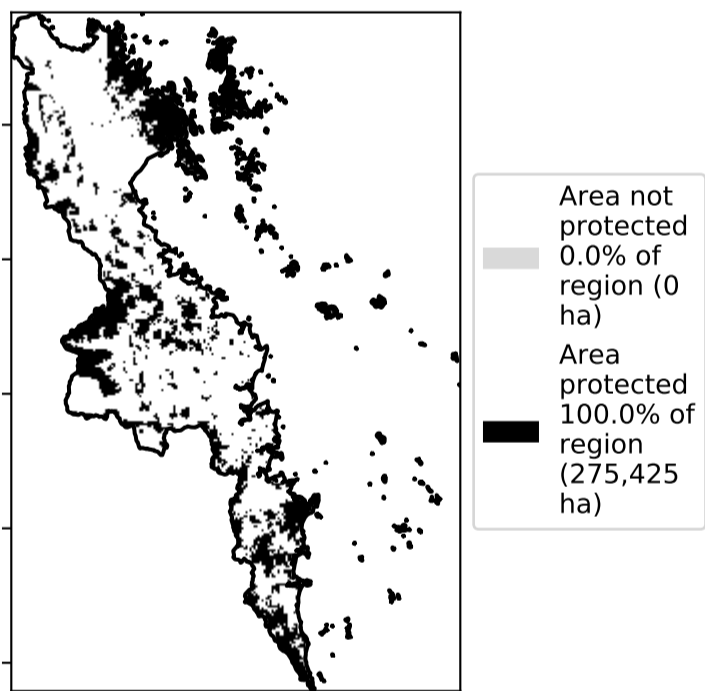 Area not
protected
0.0% of
region (0
ha)
Area
protected
100.0% of
region
(275,425
ha)